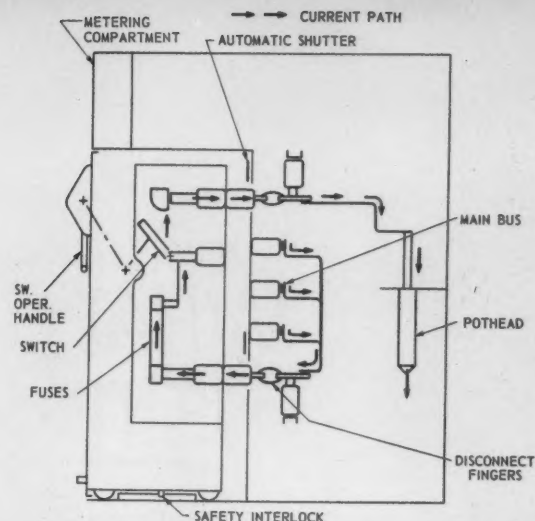 METERING
COMPARTMENT
CURRENT PATH
AUTOMATIC SHUTTER
MAIN BUS
SW.
OPER.
HANDLE
SWITCH
POTHEAD
FUSES
DISCONNECT
FINGERS
SAFETY INTERLOCK